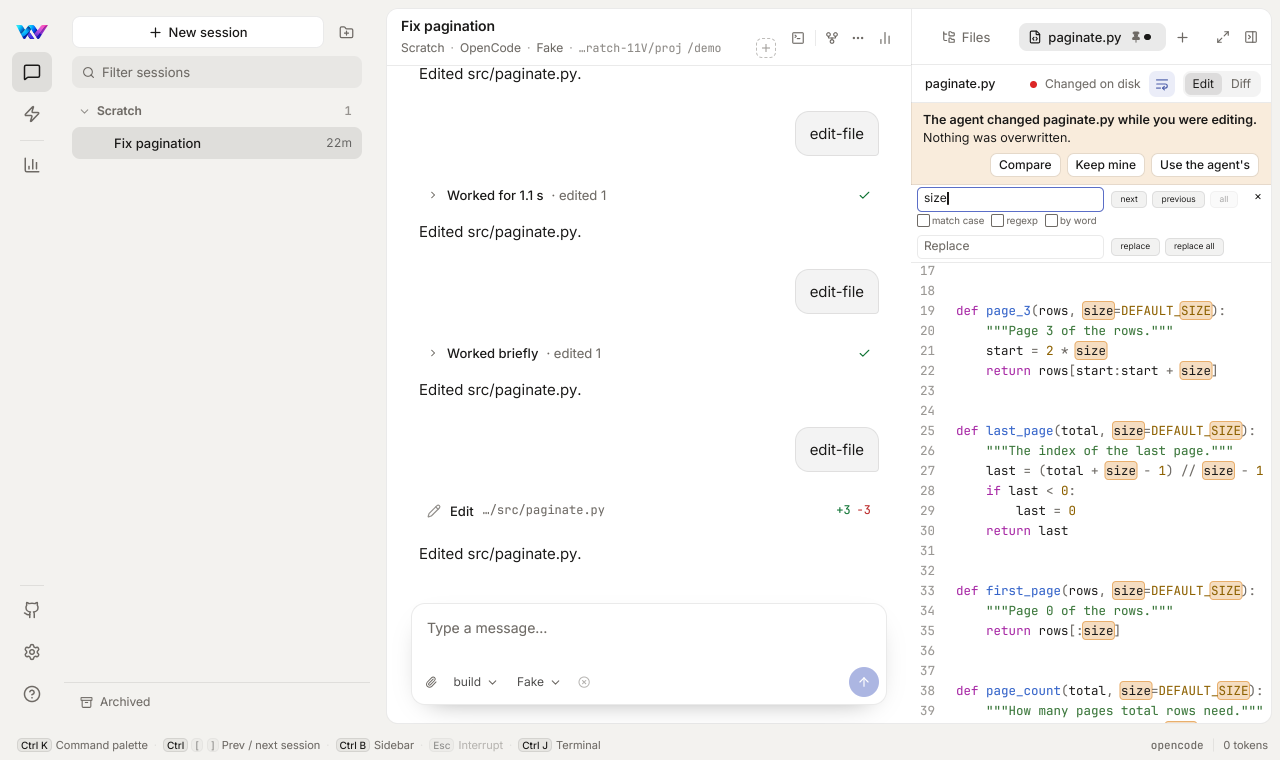 New session
Filter sessions
Scratch 1
Fix pagination 22m
Archived
Fix pagination
Scratch · OpenCode · Fake · …ratch-11V/proj /demo
Edited src/paginate.py.
edit-file
Worked for 1.1 s · edited 1
Edited src/paginate.py.
edit-file
Worked briefly · edited 1
Edited src/paginate.py.
edit-file
Edit …/src/paginate.py +3 -3
Edited src/paginate.py.
Type a message…
build Fake
Files paginate.py
paginate.py Changed on disk Edit Diff
The agent changed paginate.py while you were editing.
Nothing was overwritten.
Compare Keep mine Use the agent's
size next previous all ×
match case regexp by word
Replace replace replace all
17
18
19 def page_3(rows, size=DEFAULT_SIZE):
20 """Page 3 of the rows."""
21 start = 2 * size
22 return rows[start:start + size]
23
24
25 def last_page(total, size=DEFAULT_SIZE):
26 """The index of the last page."""
27 last = (total + size - 1) // size - 1
28 if last < 0:
29 last = 0
30 return last
31
32
33 def first_page(rows, size=DEFAULT_SIZE):
34 """Page 0 of the rows."""
35 return rows[:size]
36
37
38 def page_count(total, size=DEFAULT_SIZE):
39 """How many pages total rows need."""
Ctrl K Command palette · Ctrl [ ] Prev / next session · Ctrl B Sidebar · Esc Interrupt · Ctrl J Terminal
opencode 0 tokens